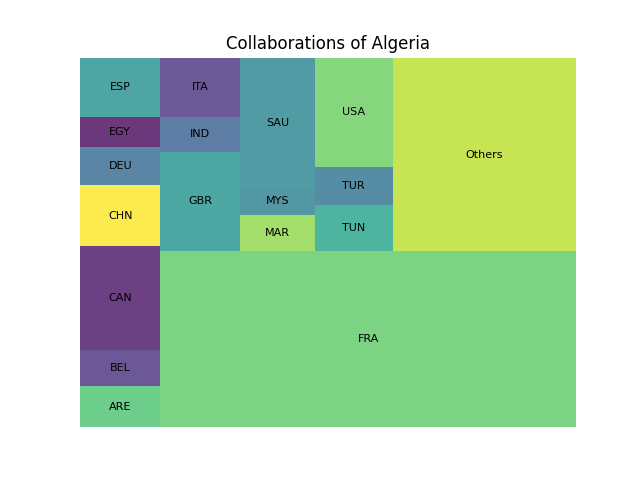 Collaborations of Algeria
ESP
ITA
SAU
USA
Others
EGY
IND
DEU
TUR
CHN
GBR
MYS
TUN
MAR
CAN
FRA
BEL
ARE